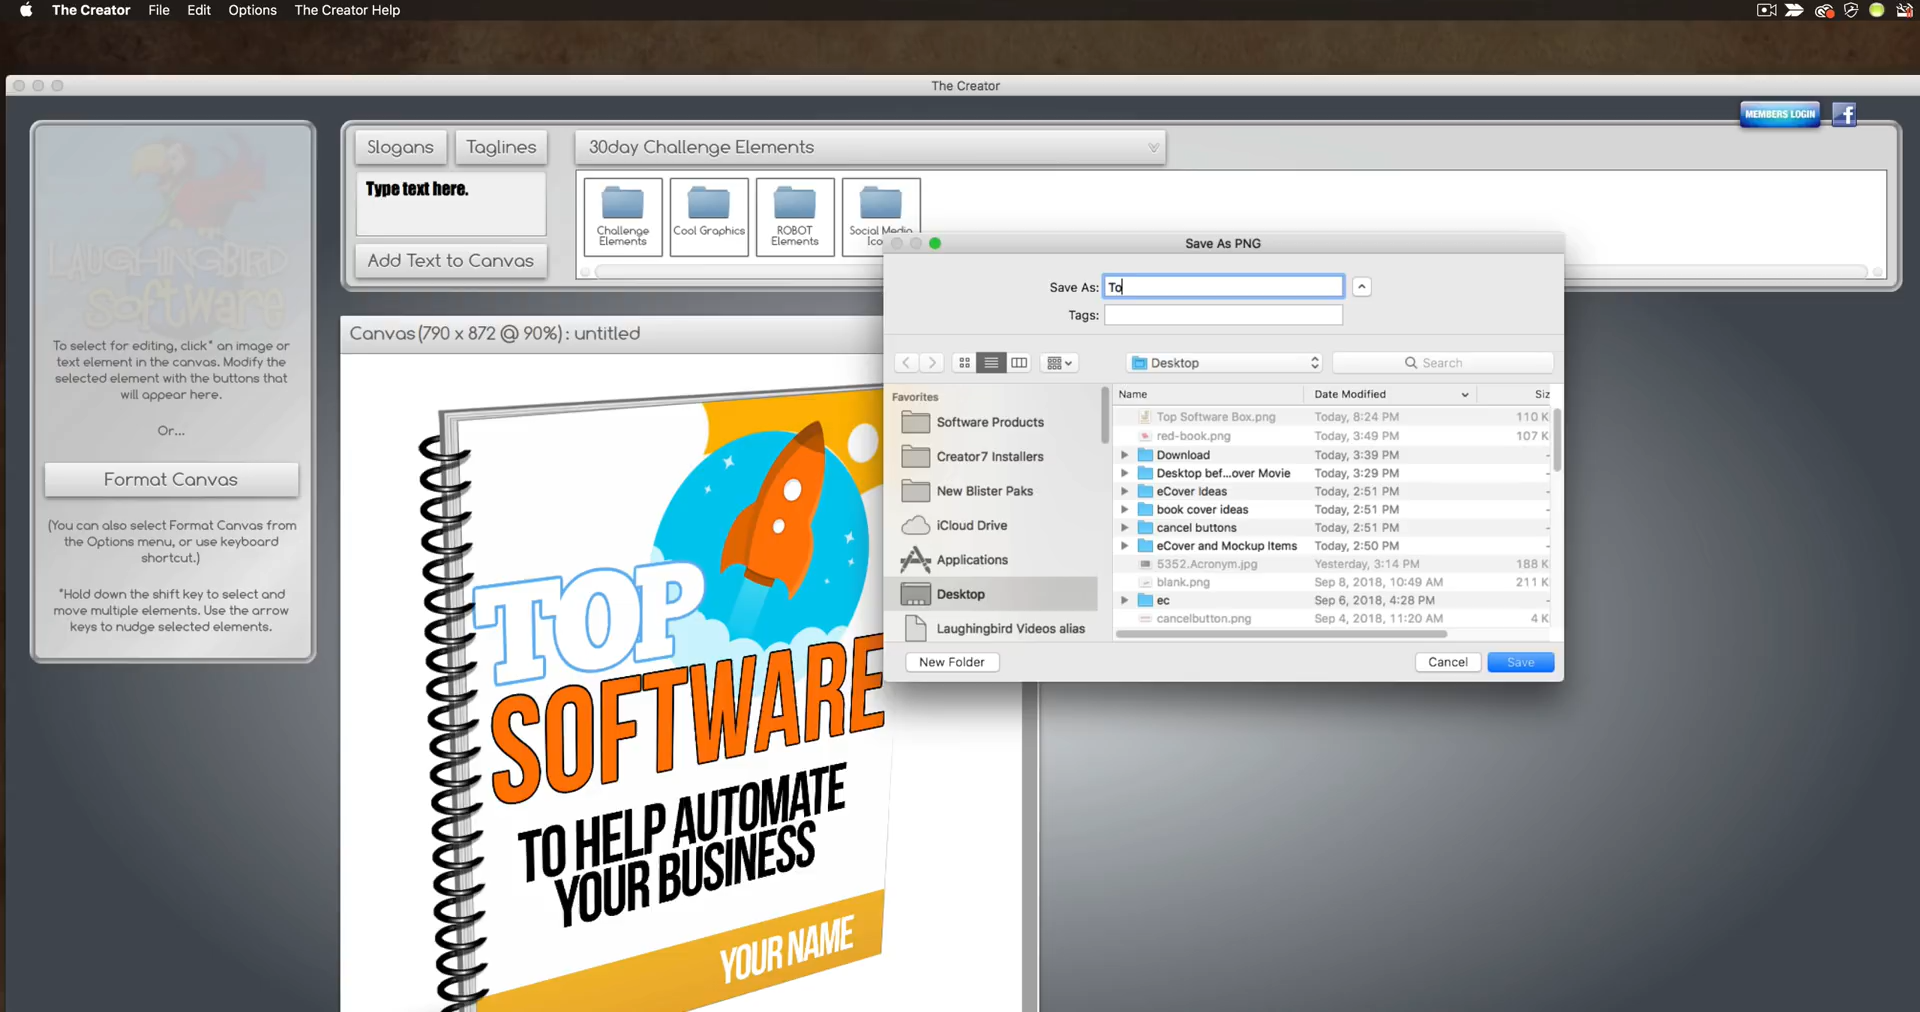 The Creator File Edit Options The Creator Help
The Creator
MEMBERS LOGIN f
LAUGHINGBIRD
Software
To select for editing, click* an image or
text element in the canvas. Modify the
selected element with the buttons that
will appear here.
Or...
Format Canvas
(You can also select Format Canvas from
the Options menu, or use keyboard
shortcut.)
*Hold down the shift key to select and
move multiple elements. Use the arrow
keys to nudge selected elements.
Slogans Taglines
Type text here.
Add Text to Canvas
30day Challenge Elements
Challenge
Elements
Cool Graphics
ROBOT
Elements
Social Media
Ico
Canvas(790 x 872 @ 90%) : untitled
TOP
SOFTWARE
TO HELP AUTOMATE
YOUR BUSINESS
YOUR NAME
Save As PNG
Save As: To
Tags:
Desktop
Search
Favorites
Software Products
Creator7 Installers
New Blister Paks
iCloud Drive
Applications
Desktop
Laughingbird Videos alias
Name Date Modified Siz
Top Software Box.png Today, 8:24 PM 110 K
red-book.png Today, 3:49 PM 107 K
Download Today, 3:39 PM -
Desktop bef...over Movie Today, 3:29 PM -
eCover Ideas Today, 2:51 PM -
book cover ideas Today, 2:51 PM -
cancel buttons Today, 2:51 PM -
eCover and Mockup Items Today, 2:50 PM -
5352.Acronym.jpg Yesterday, 3:14 PM 188 K
blank.png Sep 8, 2018, 10:49 AM 211 K
ec Sep 6, 2018, 4:28 PM -
cancelbutton.png Sep 4, 2018, 11:20 AM 4 K
New Folder Cancel Save